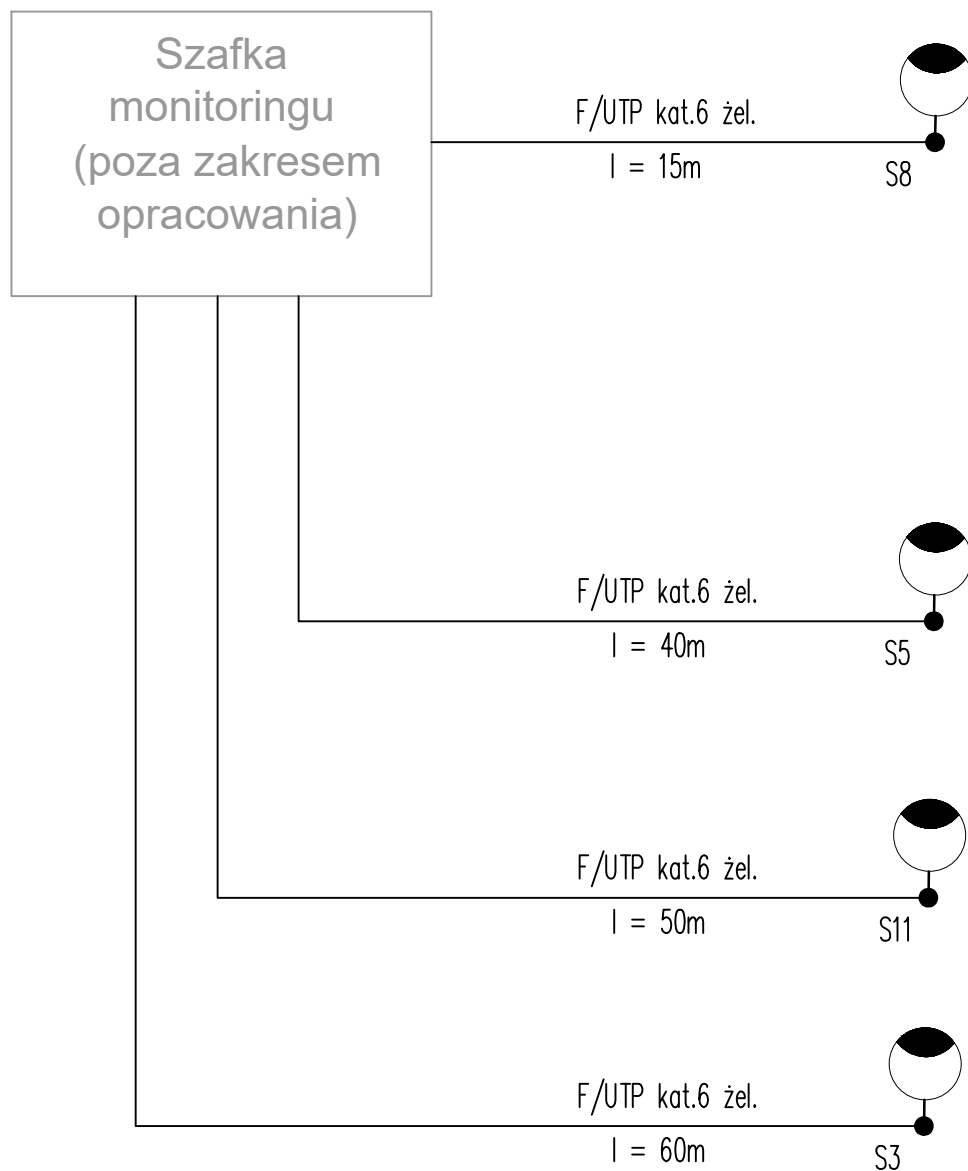 Szafka
monitoringu
(poza zakresem
opracowania)
F/UTP kat.6 żel.
l = 15m
S8
F/UTP kat.6 żel.
l = 40m
S5
F/UTP kat.6 żel.
l = 50m
S11
F/UTP kat.6 żel.
l = 60m
S3